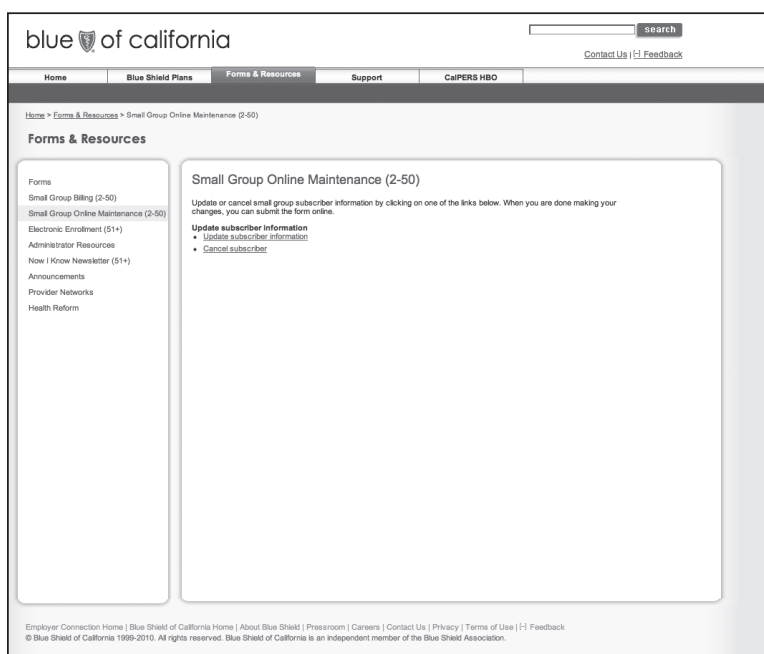 blue of california
search
Contact Us | [-] Feedback
Home Blue Shield Plans Forms & Resources Support CalPERS HBO
Home > Forms & Resources > Small Group Online Maintenance (2-50)
Forms & Resources
Forms
Small Group Billing (2-50)
Small Group Online Maintenance (2-50)
Electronic Enrollment (51+)
Administrator Resources
Now I Know Newsletter (51+)
Announcements
Provider Networks
Health Reform
Small Group Online Maintenance (2-50)
Update or cancel small group subscriber information by clicking on one of the links below. When you are done making your
changes, you can submit the form online.
Update subscriber information
• Update subscriber information
• Cancel subscriber
Employer Connection Home | Blue Shield of California Home | About Blue Shield | Pressroom | Careers | Contact Us | Privacy | Terms of Use | [-] Feedback
© Blue Shield of California 1999-2010. All rights reserved. Blue Shield of California is an independent member of the Blue Shield Association.